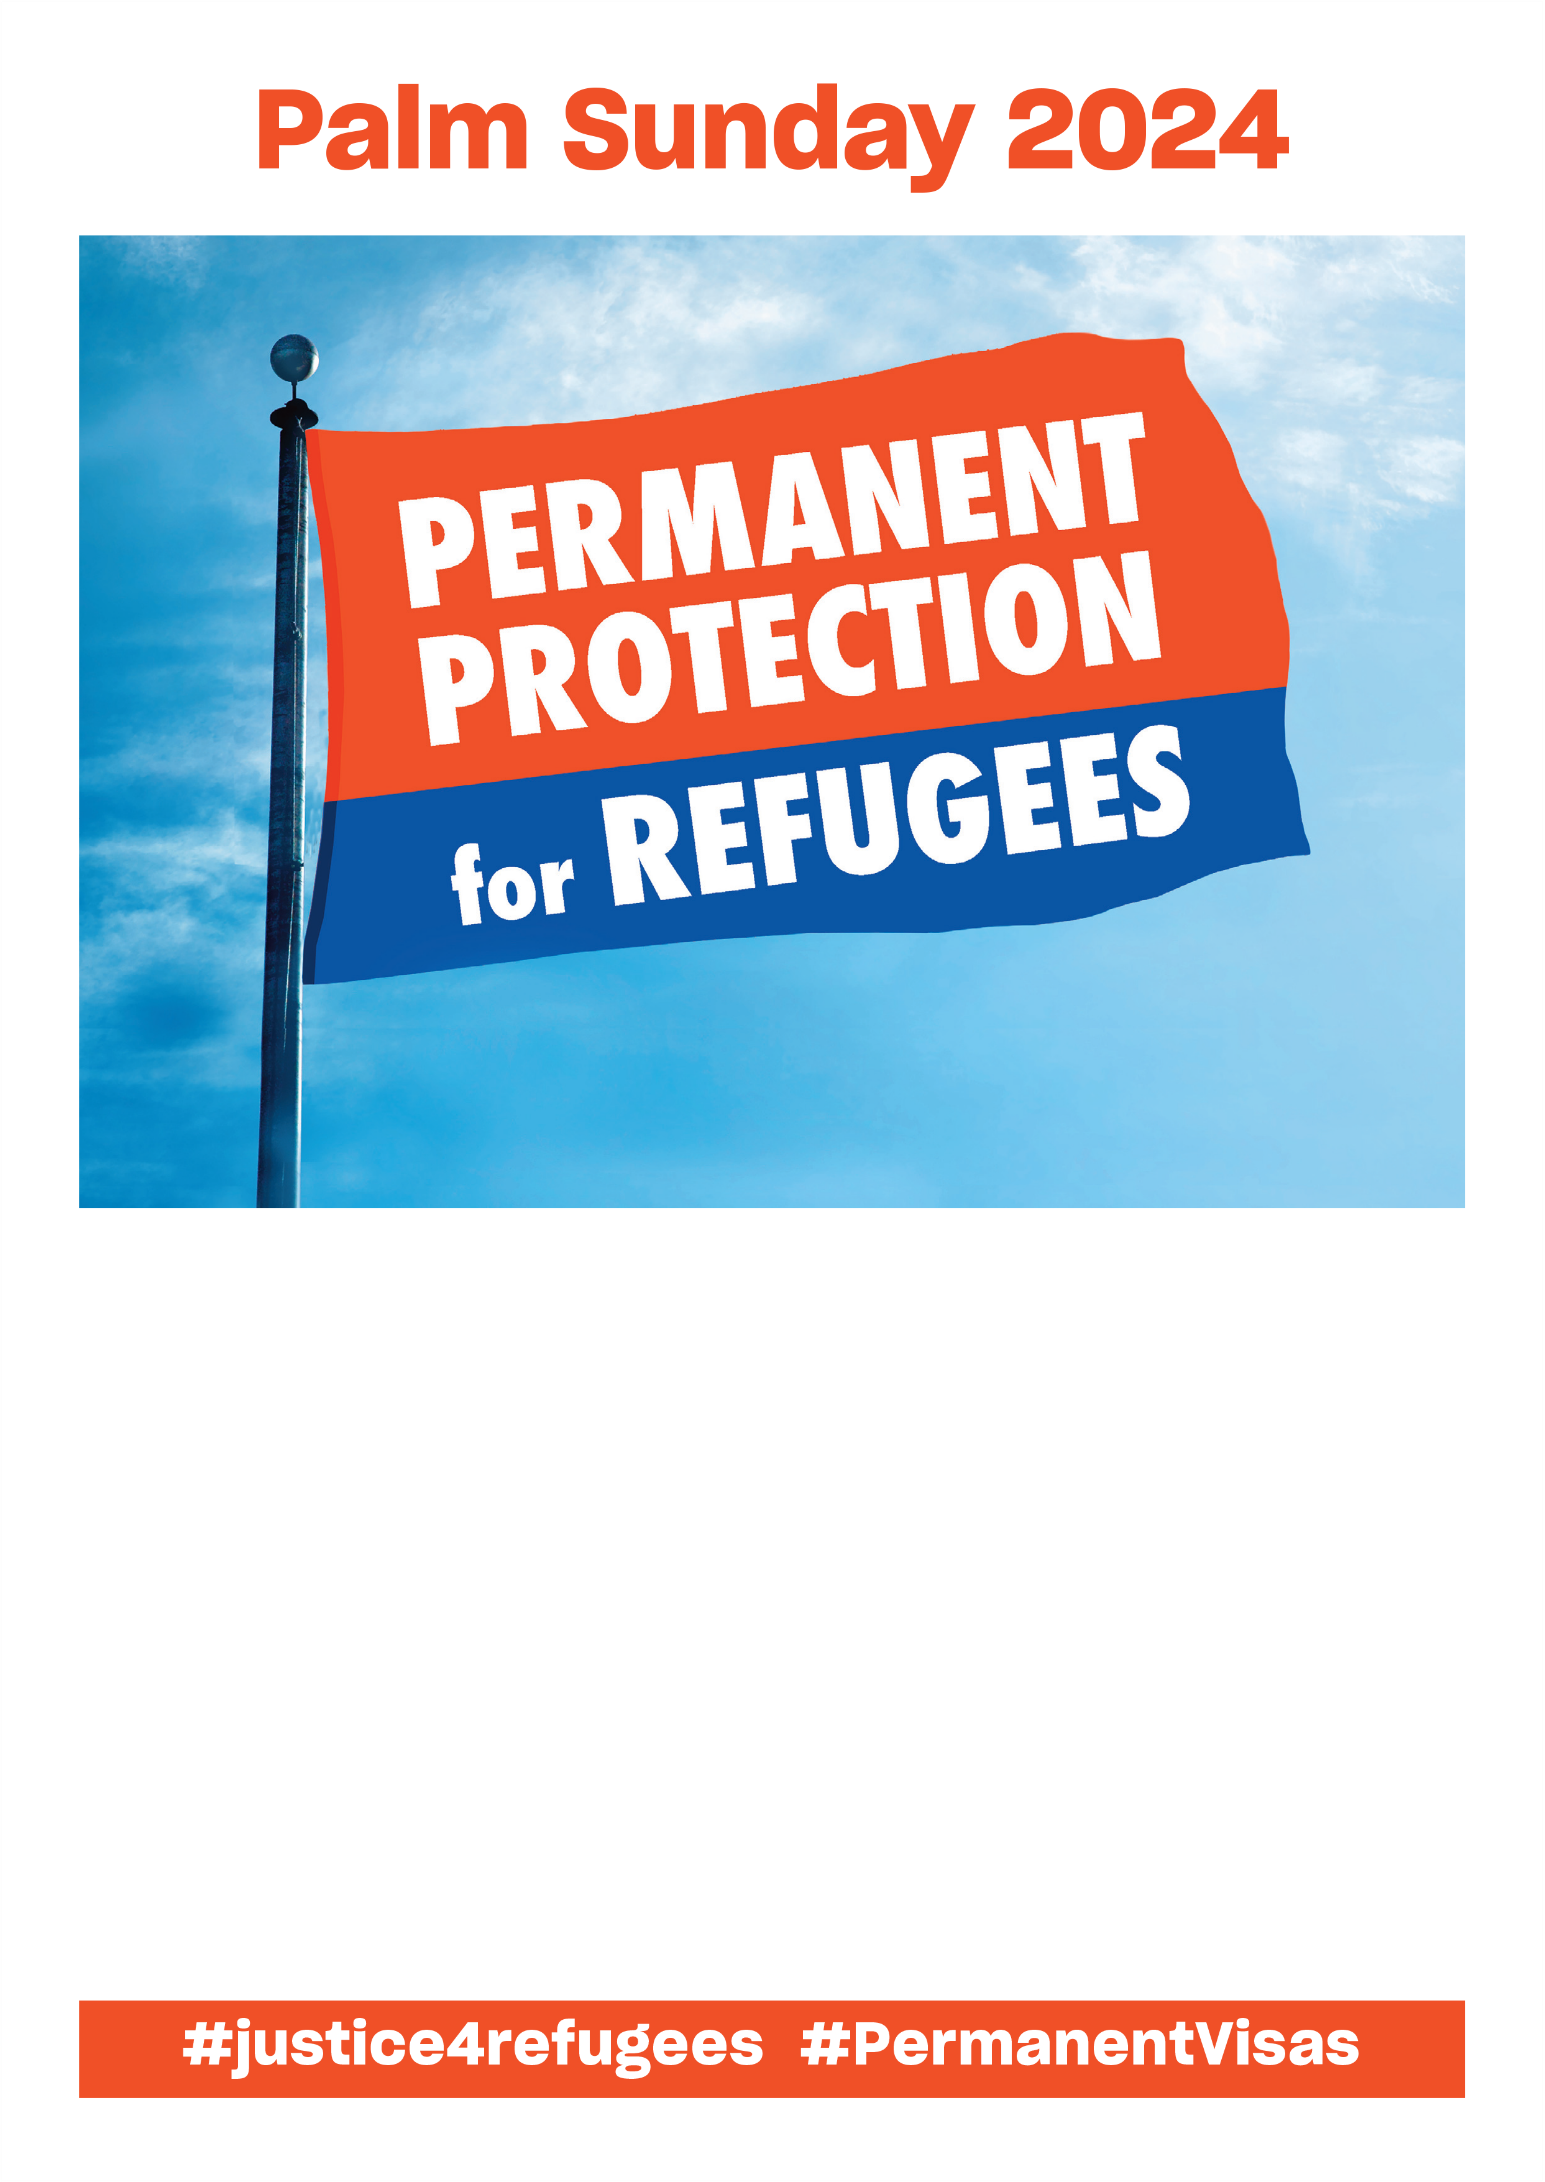 Palm Sunday 2024
PERMANENT
PROTECTION
for REFUGEES
#justice4refugees #PermanentVisas